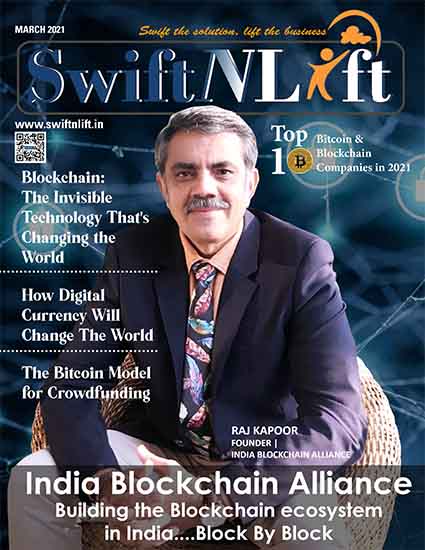 MARCH 2021
Swift the solution, lift the business
SwiftNLift
www.swiftnlift.in
Top
10
Bitcoin &
Blockchain
Companies in 2021
Blockchain:
The Invisible
Technology That's
Changing the
World
How Digital
Currency Will
Change The World
The Bitcoin Model
for Crowdfunding
RAJ KAPOOR
FOUNDER |
INDIA BLOCKCHAIN ALLIANCE
India Blockchain Alliance
Building the Blockchain ecosystem
in India....Block By Block